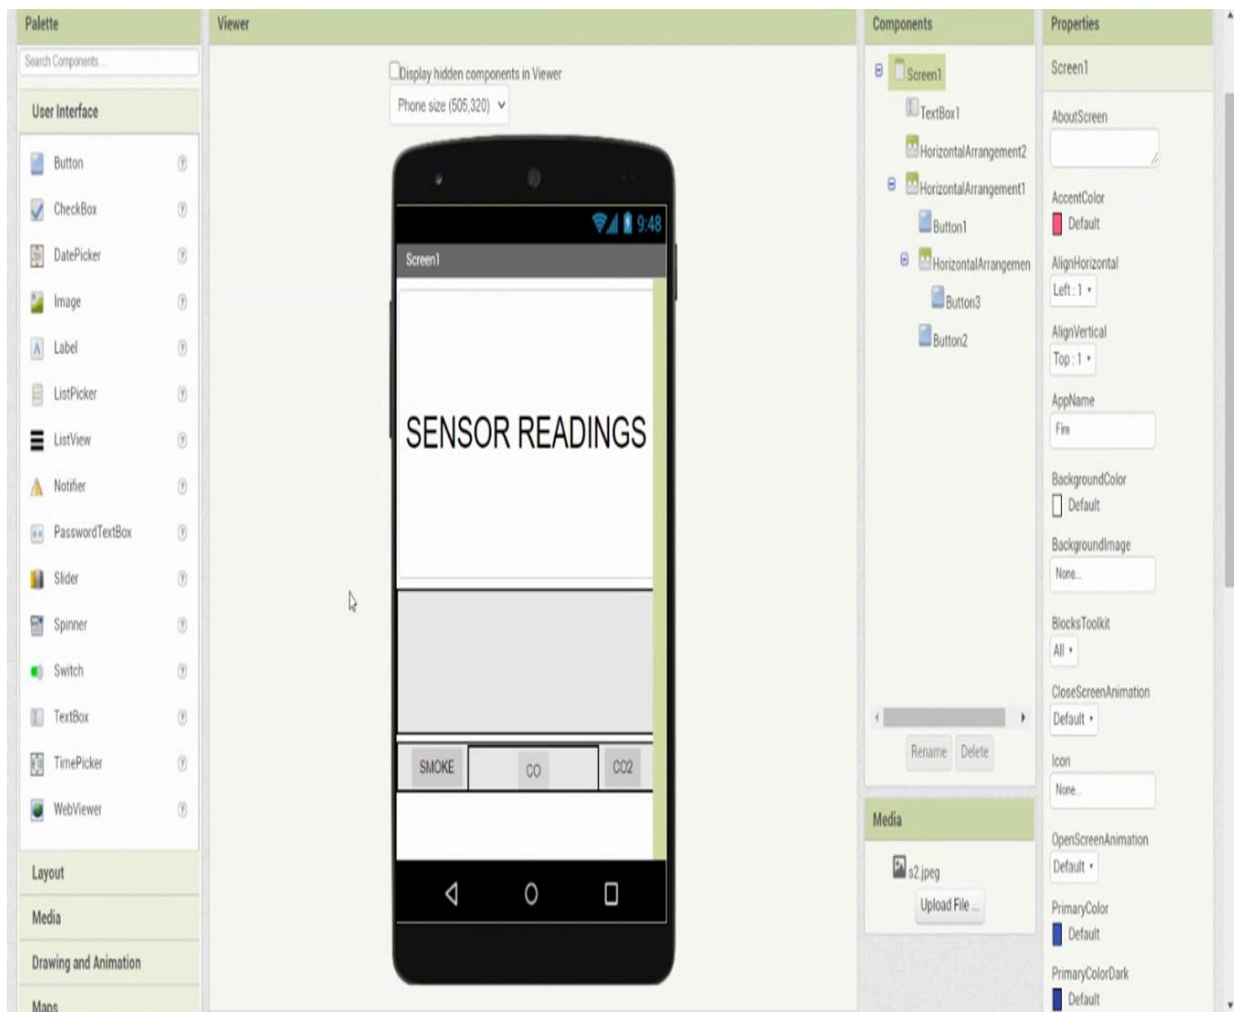 Palette
Search Components...
User Interface
Button
CheckBox
DatePicker
Image
Label
ListPicker
ListView
Notifier
PasswordTextBox
Slider
Spinner
Switch
TextBox
TimePicker
WebViewer
Layout
Media
Drawing and Animation
Maps
Viewer
Display hidden components in Viewer
Phone size (505,320)
9:48
Screen1
SENSOR READINGS
SMOKE CO CO2
Components
Screen1
TextBox1
HorizontalArrangement2
HorizontalArrangement1
Button1
HorizontalArrangemen
Button3
Button2
Rename Delete
Media
s2.jpeg
Upload File ...
Properties
Screen1
AboutScreen
AccentColor
Default
AlignHorizontal
Left : 1
AlignVertical
Top : 1
AppName
Fire
BackgroundColor
Default
BackgroundImage
None...
BlocksToolkit
All
CloseScreenAnimation
Default
Icon
None...
OpenScreenAnimation
Default
PrimaryColor
Default
PrimaryColorDark
Default